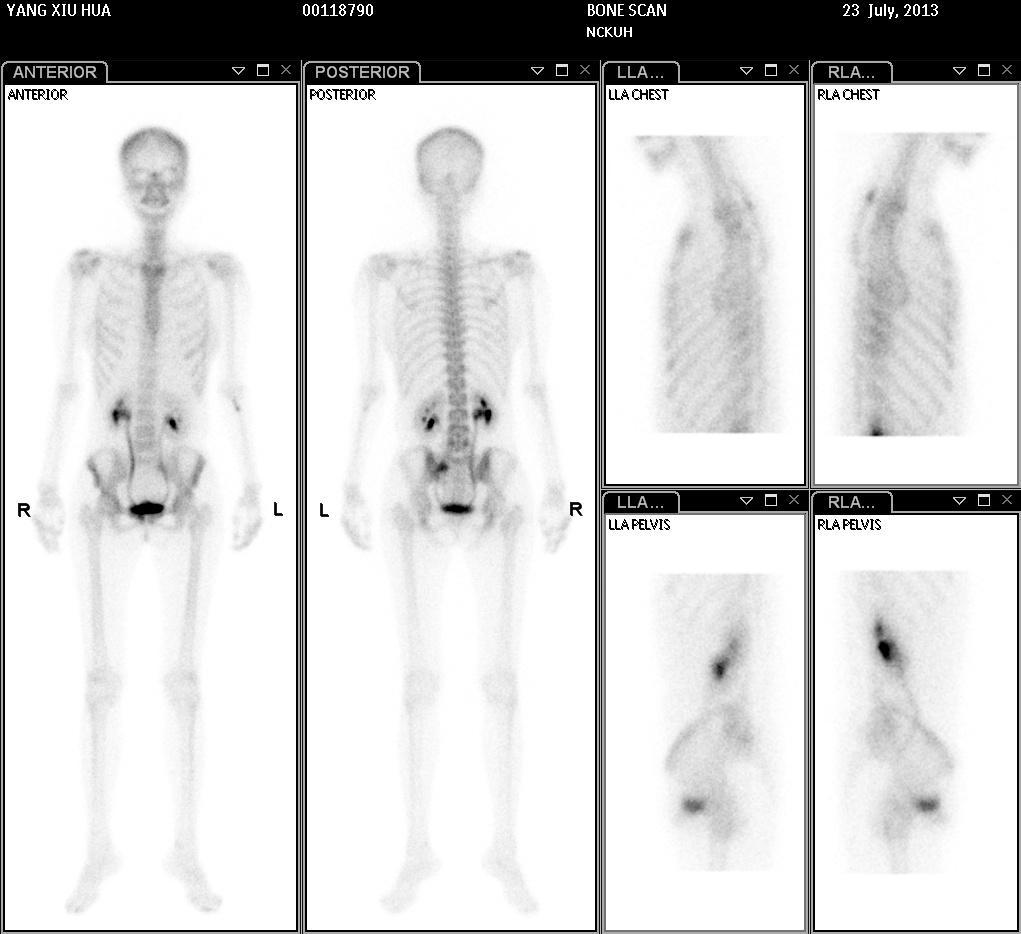 YANG XIU HUA 00118790 BONE SCAN 23 July, 2013
NCKUH
ANTERIOR
ANTERIOR
R L
POSTERIOR
POSTERIOR
L R
LLA...
LLA CHEST
RLA...
RLA CHEST
LLA...
LLA PELVIS
RLA...
RLA PELVIS